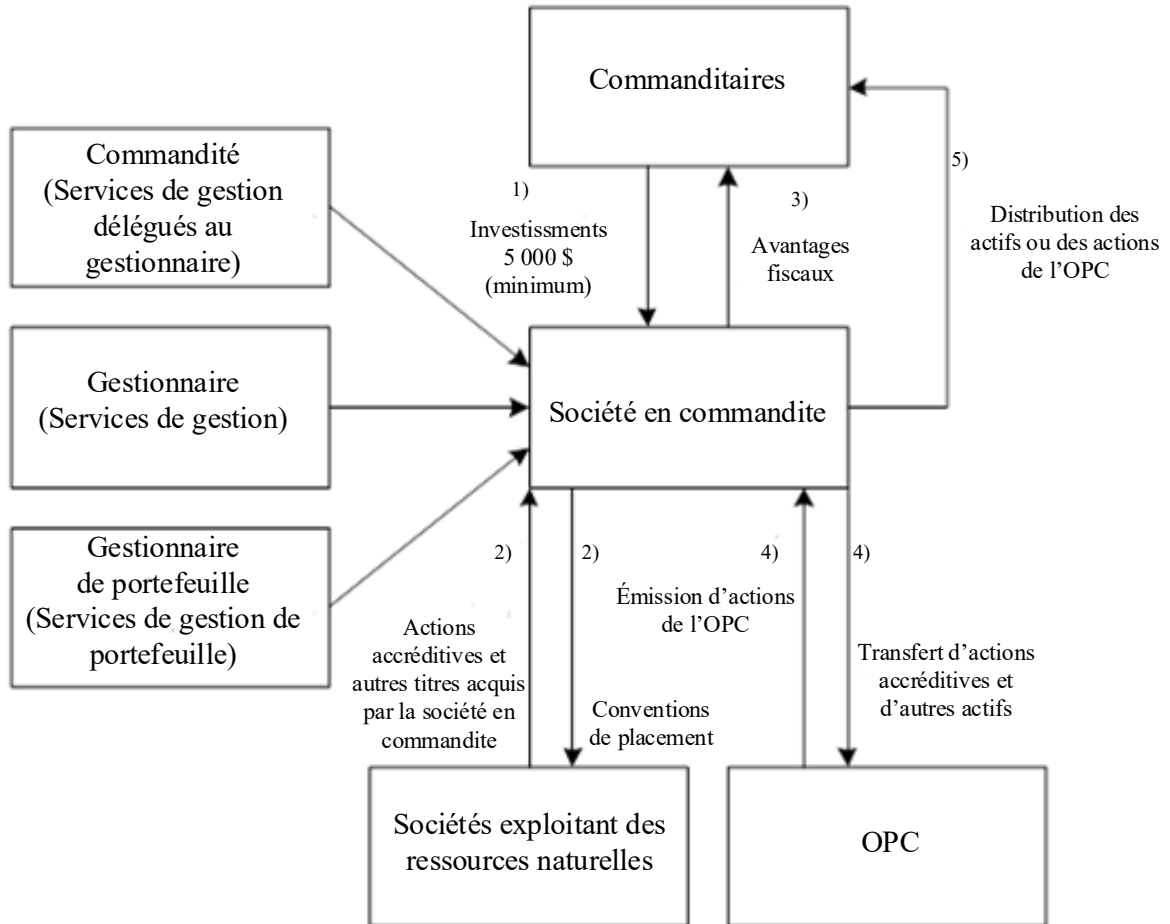 Commanditaires
Commandité
(Services de gestion
délégués au
gestionnaire)
1)
Investissments
5 000 $
(minimum)
3)
Avantages
fiscaux
5)
Distribution des
actifs ou des actions
de l’OPC
Gestionnaire
(Services de gestion)
Société en commandite
Gestionnaire
de portefeuille
(Services de gestion de
portefeuille)
2)
Actions
accréditives et
autres titres acquis
par la société en
commandite
2)
Conventions
de placement
4)
Émission d’actions
de l’OPC
4)
Transfert d’actions
accréditives et
d’autres actifs
Sociétés exploitant des
ressources naturelles
OPC